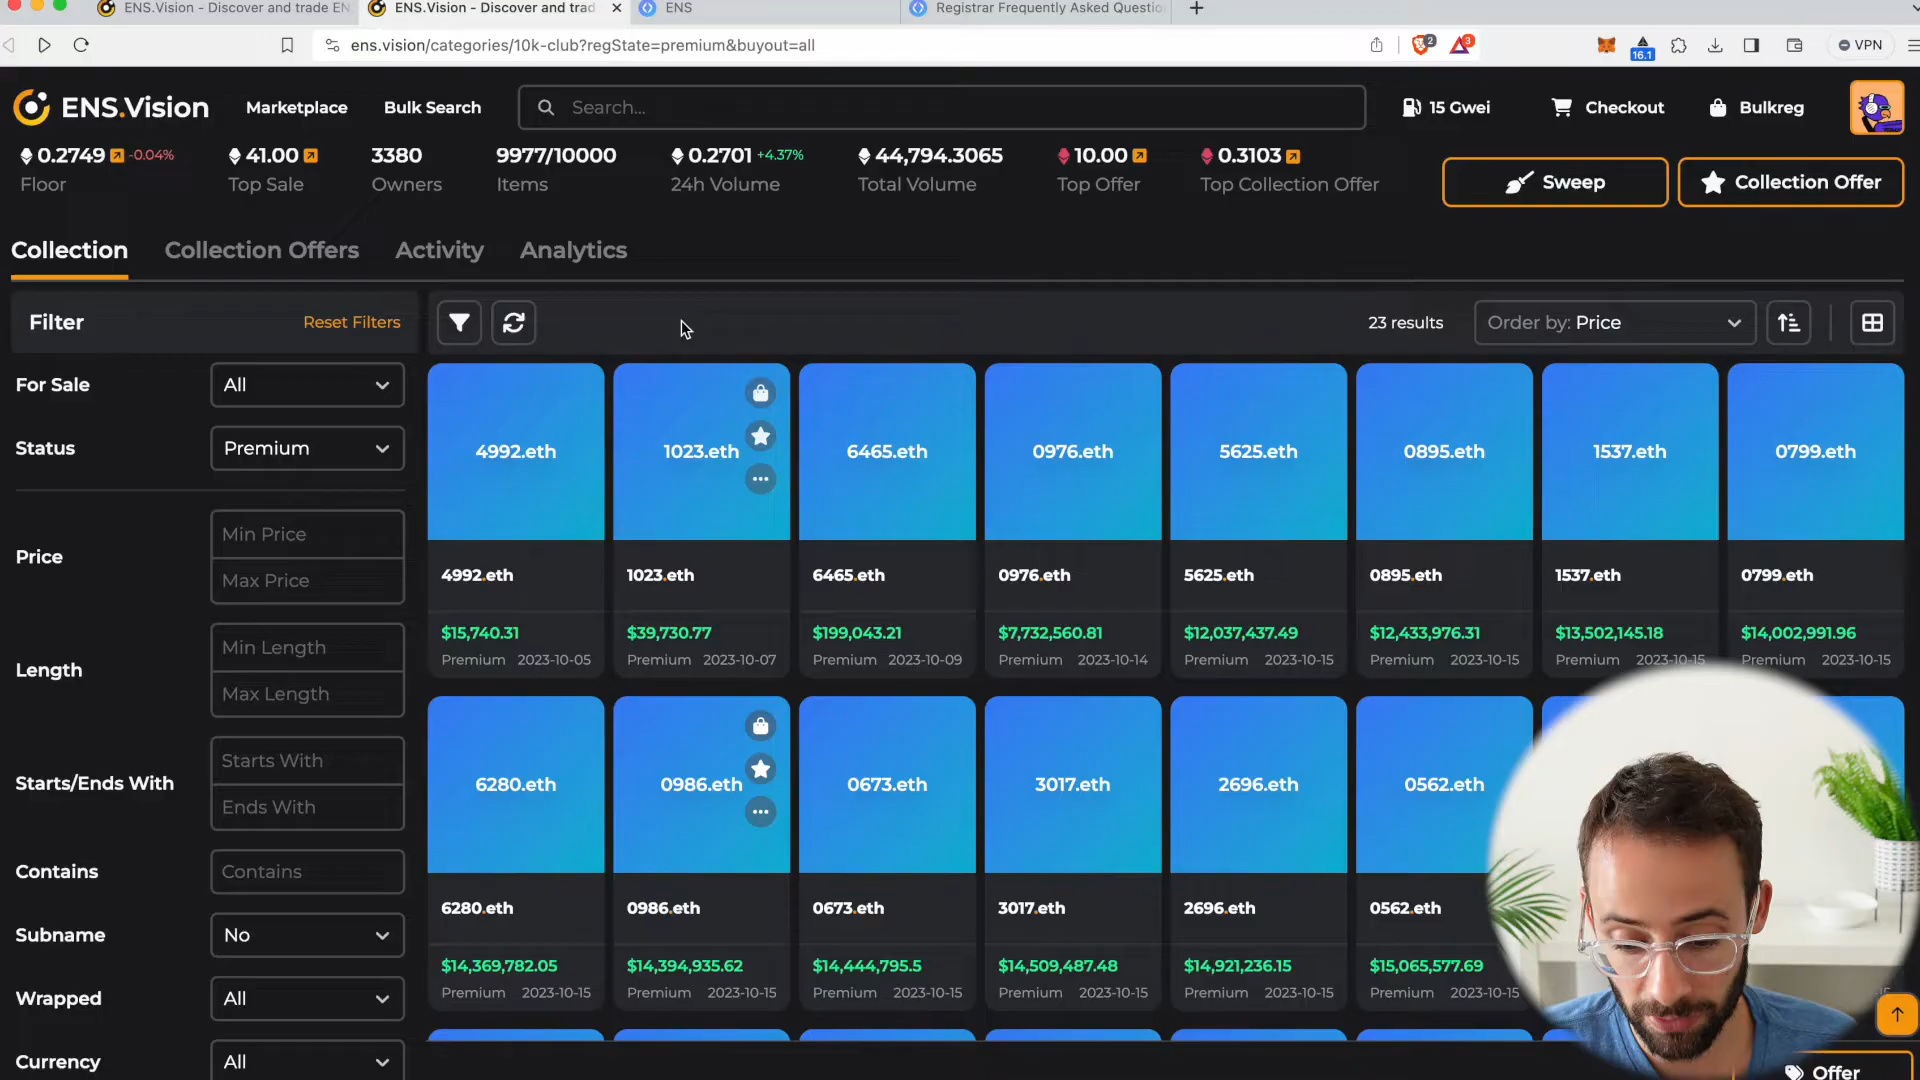 ENS.Vision - Discover and trade EN
ENS.Vision - Discover and trad
ENS
Registrar Frequently Asked Questio
ens.vision/categories/10k-club?regState=premium&buyout=all
2
3
16.1
VPN
ENS.Vision
Marketplace
Bulk Search
Search...
15 Gwei
Checkout
Bulkreg
0.2749 -0.04%
41.00
3380
9977/10000
0.2701 +4.37%
44,794.3065
10.00
0.3103
Floor
Top Sale
Owners
Items
24h Volume
Total Volume
Top Offer
Top Collection Offer
Sweep
Collection Offer
Collection
Collection Offers
Activity
Analytics
Filter
Reset Filters
23 results
Order by: Price
For Sale
All
Status
Premium
Price
Min Price
Max Price
Length
Min Length
Max Length
Starts/Ends With
Starts With
Ends With
Contains
Contains
Subname
No
Wrapped
All
Currency
All
4992.eth
1023.eth
6465.eth
0976.eth
5625.eth
0895.eth
1537.eth
0799.eth
4992.eth
1023.eth
6465.eth
0976.eth
5625.eth
0895.eth
1537.eth
0799.eth
$15,740.31
$39,730.77
$199,043.21
$7,732,560.81
$12,037,437.49
$12,433,976.31
$13,502,145.18
$14,002,991.96
Premium 2023-10-05
Premium 2023-10-07
Premium 2023-10-09
Premium 2023-10-14
Premium 2023-10-15
Premium 2023-10-15
Premium 2023-10-15
Premium 2023-10-15
6280.eth
0986.eth
0673.eth
3017.eth
2696.eth
0562.eth
6280.eth
0986.eth
0673.eth
3017.eth
2696.eth
0562.eth
$14,369,782.05
$14,394,935.62
$14,444,795.5
$14,509,487.48
$14,921,236.15
$15,065,577.69
Premium 2023-10-15
Premium 2023-10-15
Premium 2023-10-15
Premium 2023-10-15
Premium 2023-10-15
Premium 2023-10-15
Offer